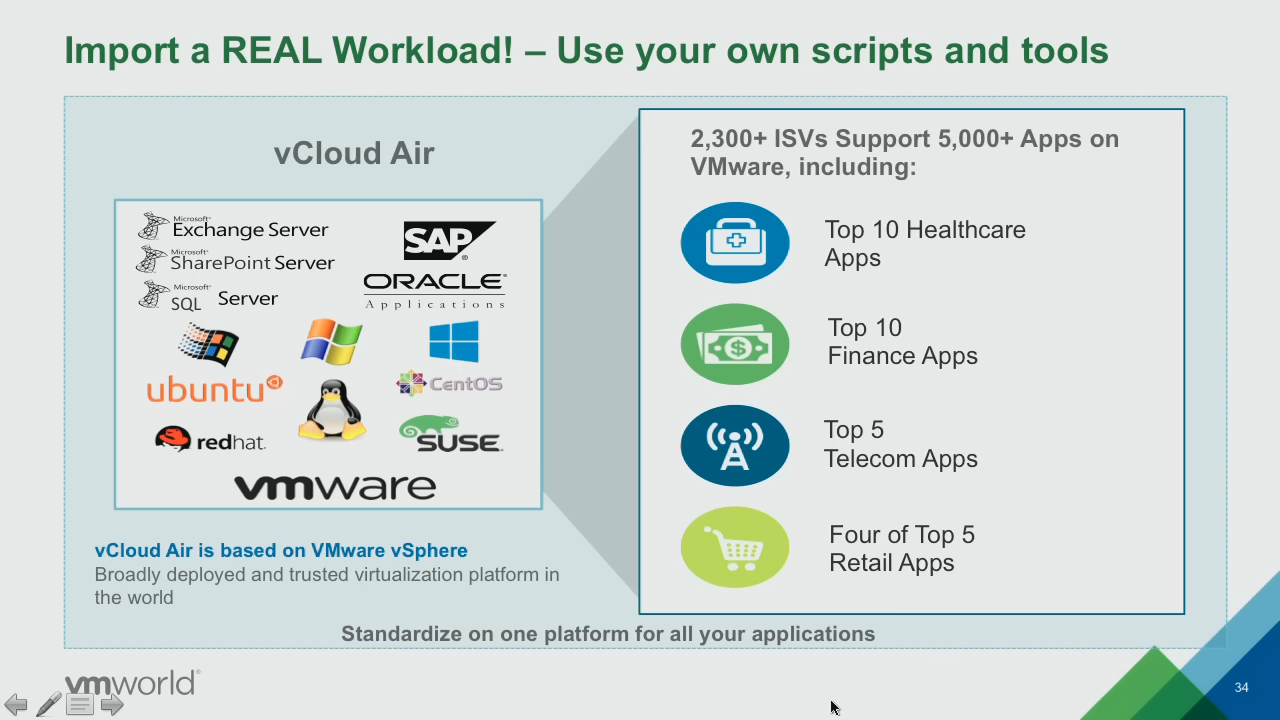 Import a REAL Workload! – Use your own scripts and tools
vCloud Air
Microsoft®
Exchange Server
Microsoft®
SharePoint Server
Microsoft®
SQL Server
SAP®
ORACLE®
Applications
ubuntu®
CentOS
redhat.
SUSE.
vmware
vCloud Air is based on VMware vSphere
Broadly deployed and trusted virtualization platform in
the world
2,300+ ISVs Support 5,000+ Apps on
VMware, including:
Top 10 Healthcare
Apps
Top 10
Finance Apps
Top 5
Telecom Apps
Four of Top 5
Retail Apps
Standardize on one platform for all your applications
vmworld®
34